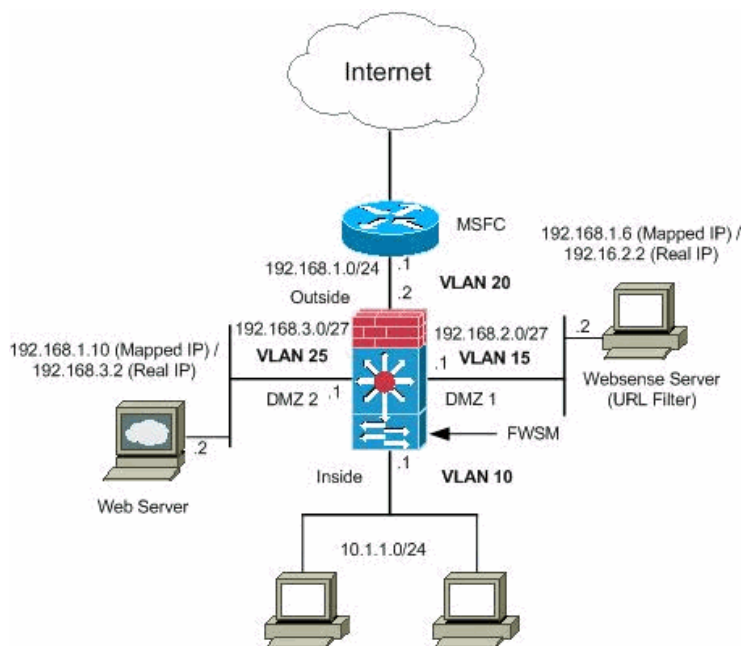 Internet
MSFC
192.168.1.6 (Mapped IP) /
192.16.2.2 (Real IP)
192.168.1.0/24
.1
VLAN 20
Outside
.2
192.168.3.0/27
192.168.2.0/27
.2
192.168.1.10 (Mapped IP) /
192.168.3.2 (Real IP)
VLAN 25
VLAN 15
.1
.1
Websense Server
(URL Filter)
DMZ 2
DMZ 1
FWSM
.2
.1
Inside
VLAN 10
Web Server
10.1.1.0/24